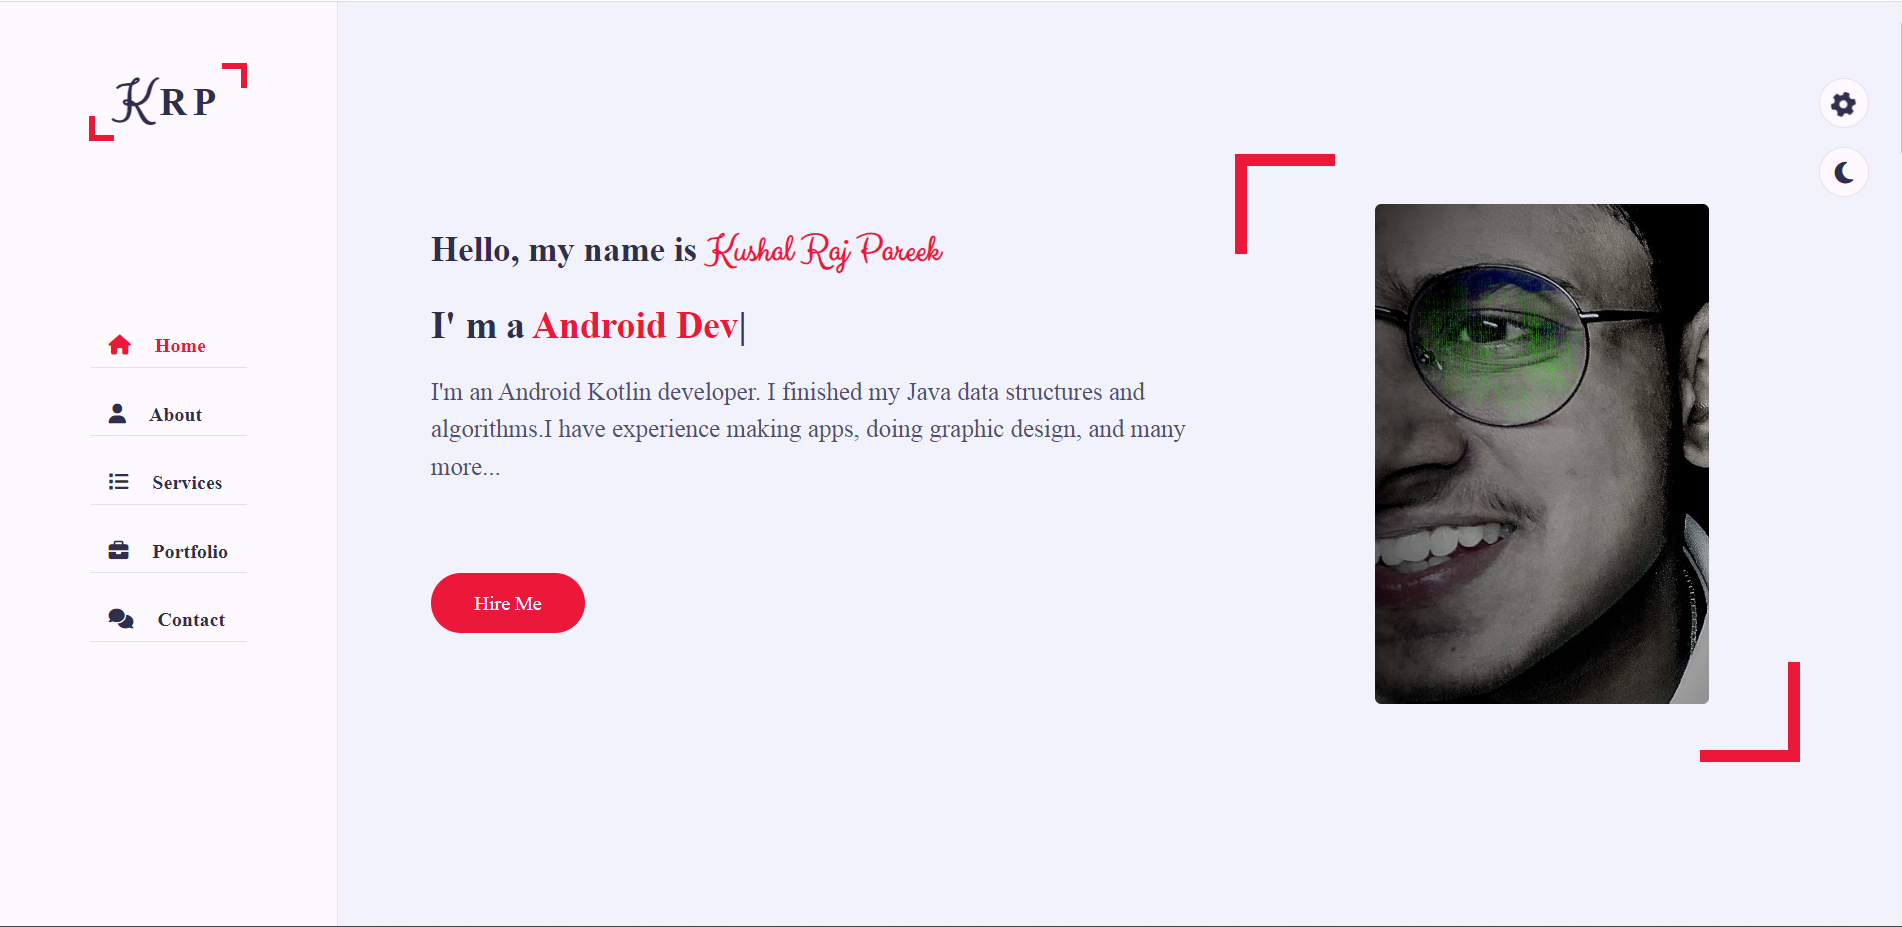 KRP
Home
About
Services
Portfolio
Contact
Hello, my name is Kushal Raj Pareek
I' m a Android Dev|
I'm an Android Kotlin developer. I finished my Java data structures and
algorithms.I have experience making apps, doing graphic design, and many
more...
Hire Me